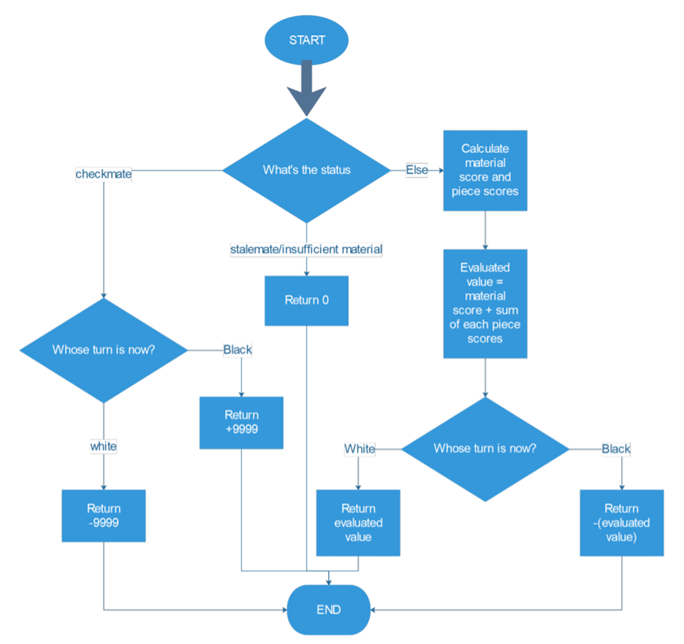 START
What's the status
checkmate
Else
Calculate
material
score and
piece scores
stalemate/insufficient material
Return 0
Evaluated
value =
material
score + sum
of each piece
scores
Whose turn is now?
Black
Return
+9999
white
Return
-9999
Whose turn is now?
White
Black
Return
evaluated
value
Return
-(evaluated
value)
END